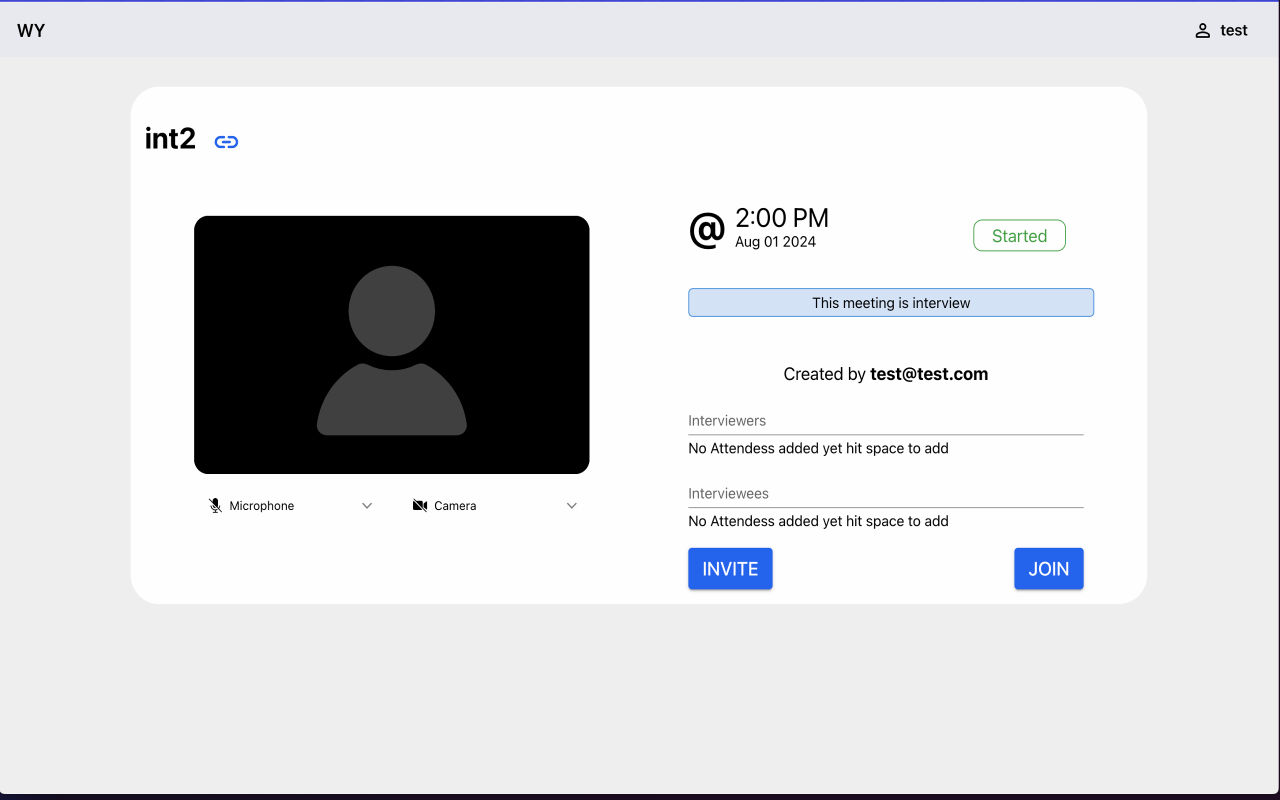 WY
test
int2
@ 2:00 PM
Aug 01 2024
Started
This meeting is interview
Created by test@test.com
Interviewers
No Attendess added yet hit space to add
Interviewees
No Attendess added yet hit space to add
Microphone
Camera
INVITE
JOIN